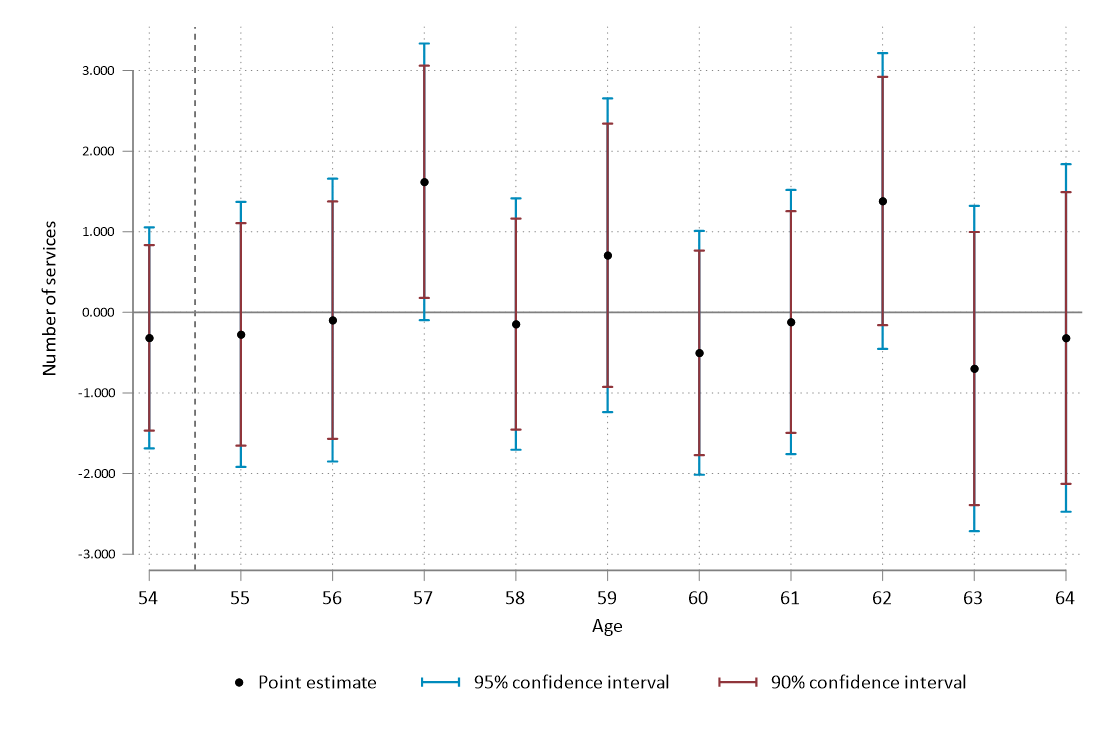 Number of services
3.000
2.000
1.000
0.000
-1.000
-2.000
-3.000
54 55 56 57 58 59 60 61 62 63 64
Age
Point estimate 95% confidence interval 90% confidence interval